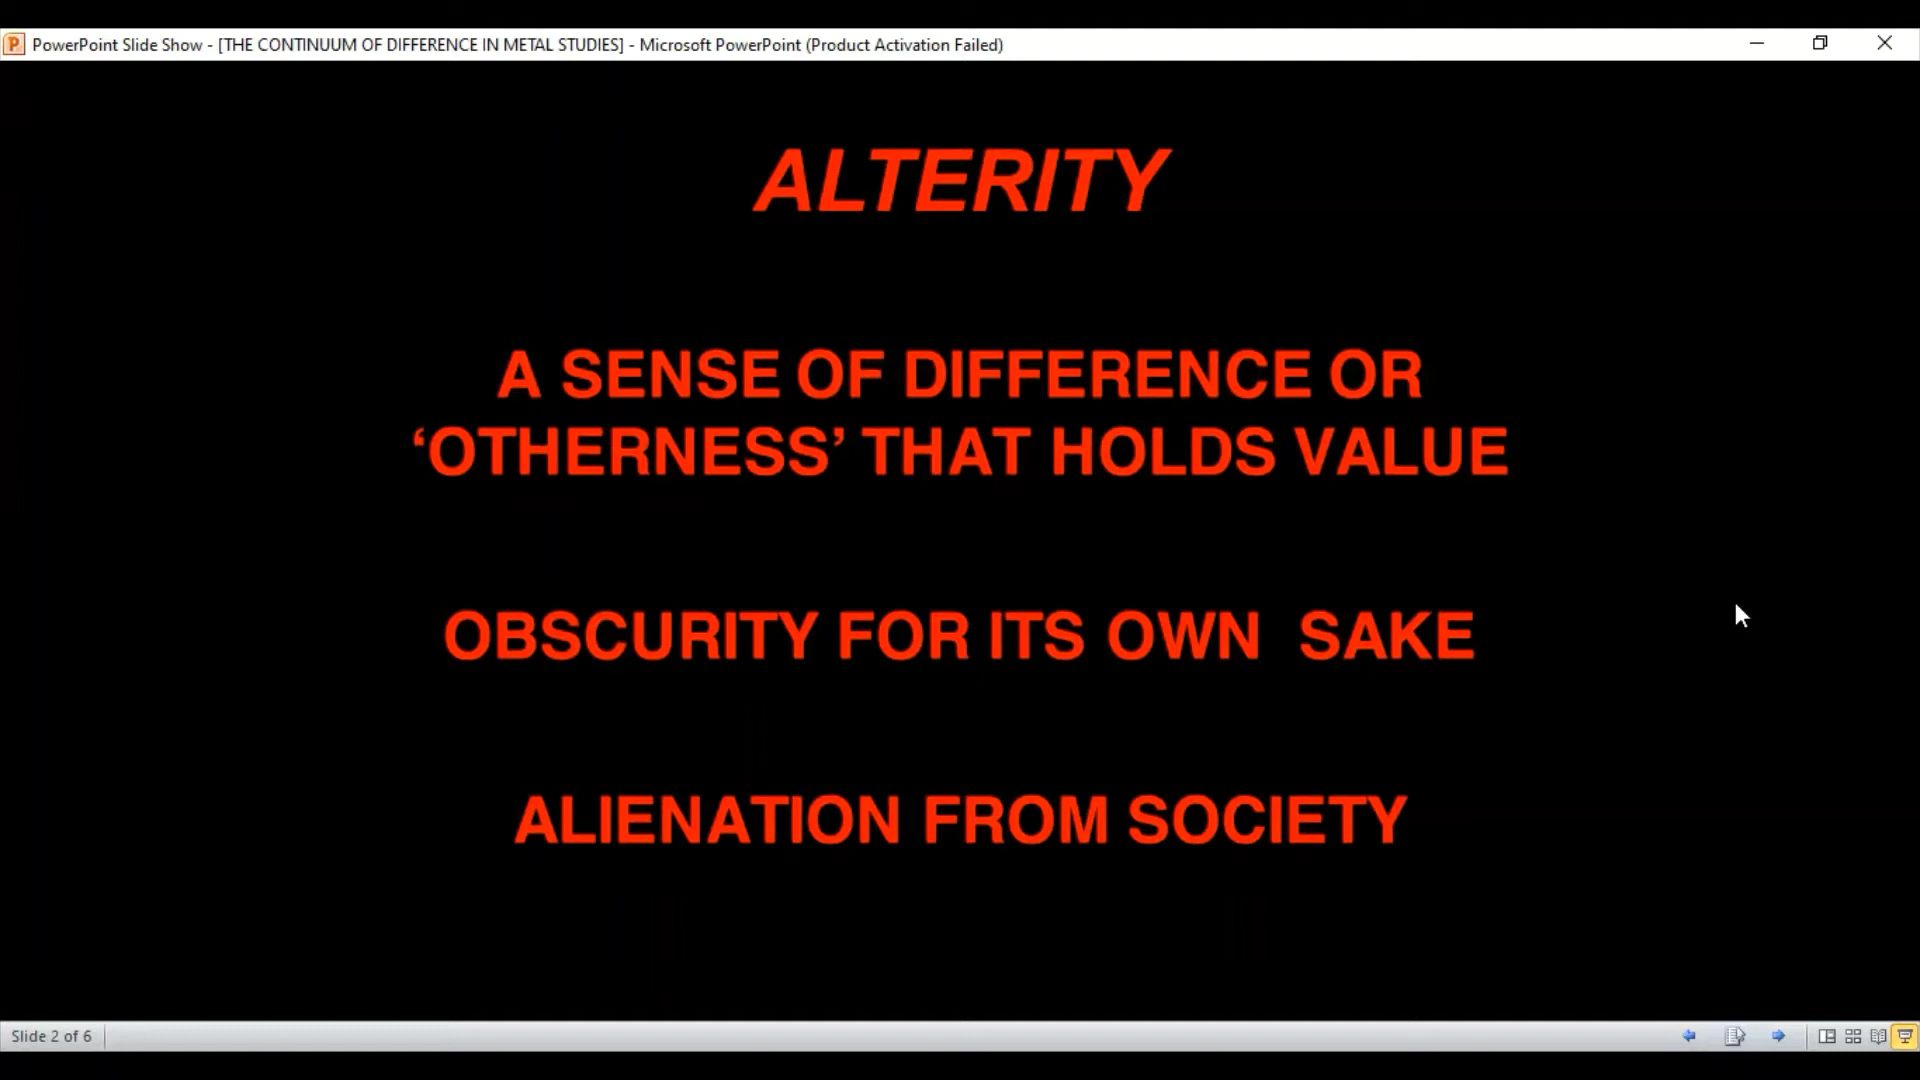 PowerPoint Slide Show - [THE CONTINUUM OF DIFFERENCE IN METAL STUDIES] - Microsoft PowerPoint (Product Activation Failed)
ALTERITY
A SENSE OF DIFFERENCE OR
‘OTHERNESS’ THAT HOLDS VALUE
OBSCURITY FOR ITS OWN  SAKE
ALIENATION FROM SOCIETY
Slide 2 of 6